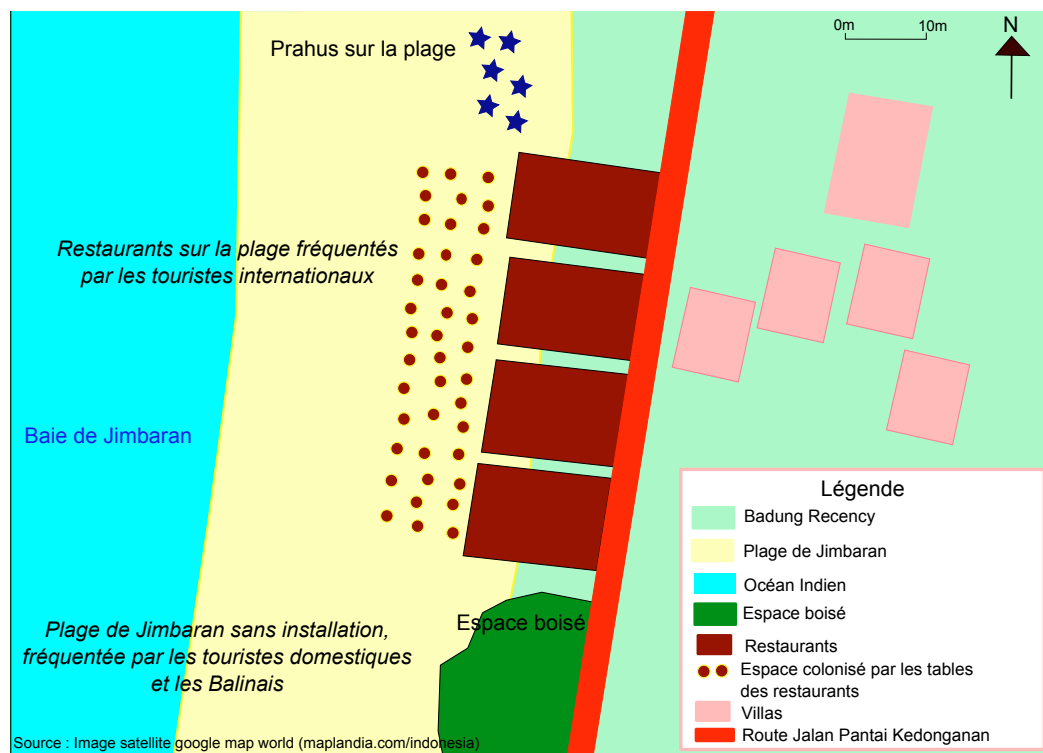 Prahus sur la plage
0m 10m
N
Restaurants sur la plage fréquentés
par les touristes internationaux
Baie de Jimbaran
Plage de Jimbaran sans installation,
fréquentée par les touristes domestiques
et les Balinais
Espace boisé
Légende
Badung Recency
Plage de Jimbaran
Océan Indien
Espace boisé
Restaurants
Espace colonisé par les tables
des restaurants
Villas
Route Jalan Pantai Kedonganan
Source : Image satellite google map world (maplandia.com/indonesia)